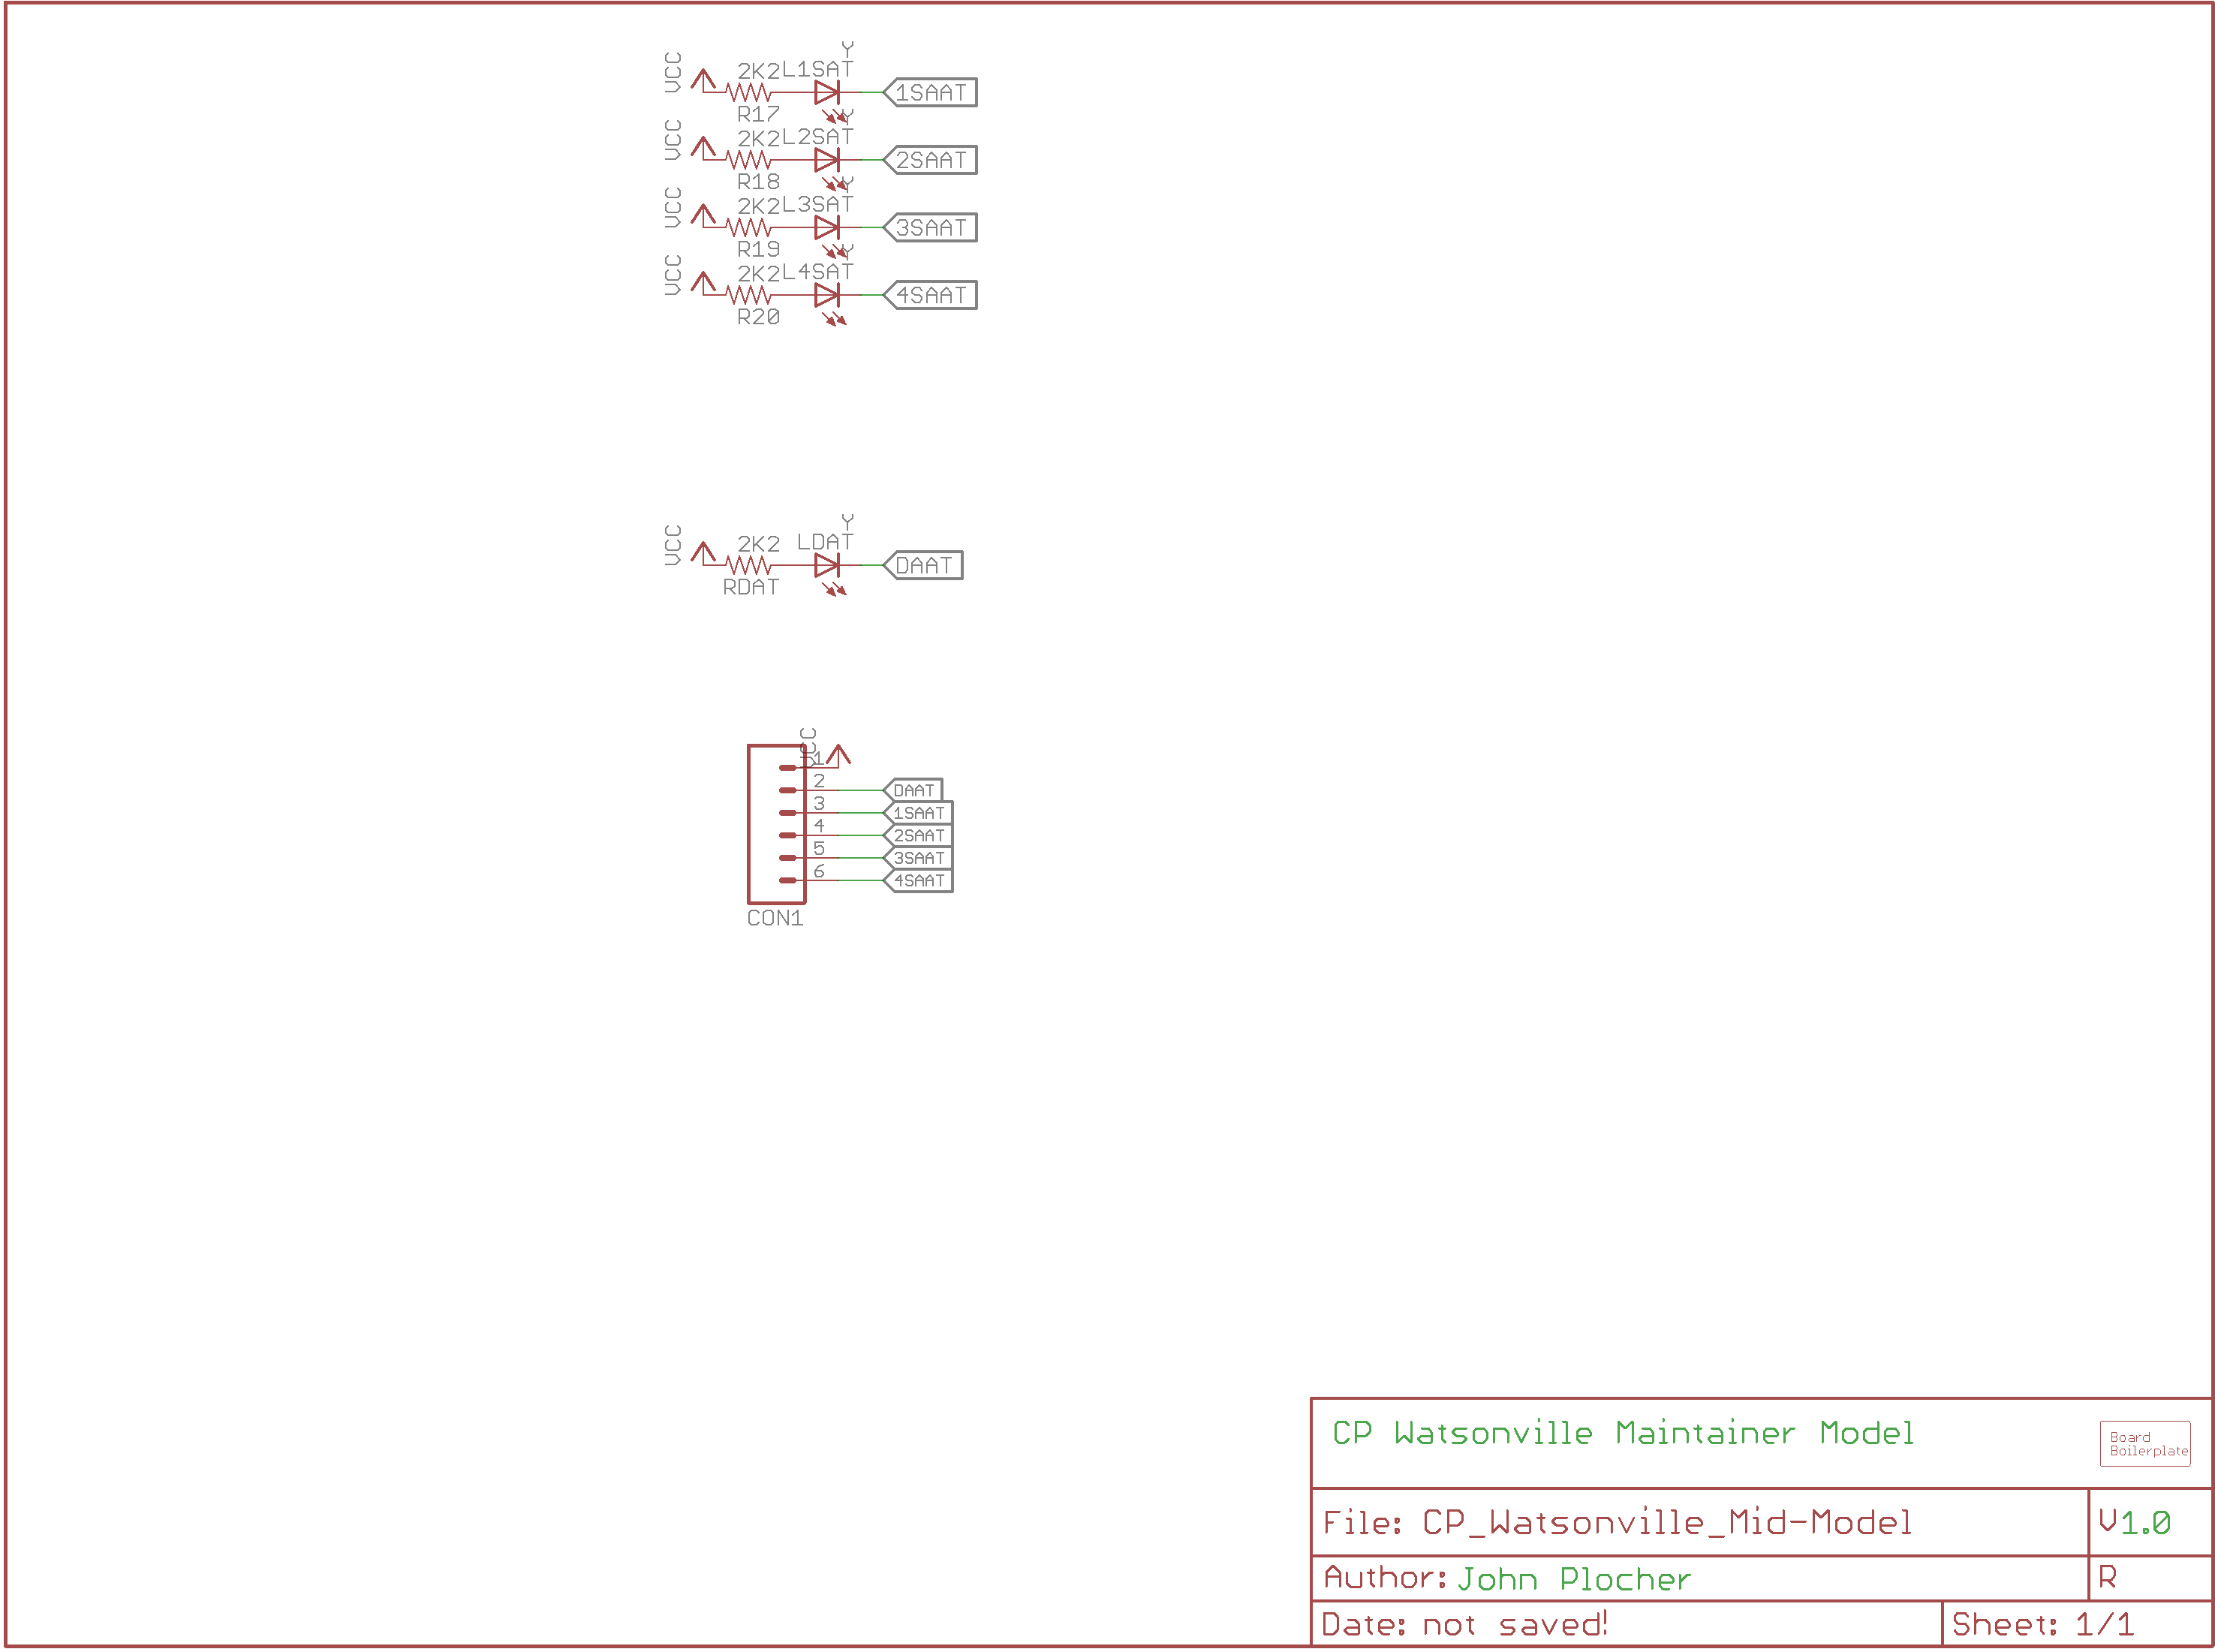 Y
VCC 2K2 L1SAT 1SAAT
R17
Y
VCC 2K2 L2SAT 2SAAT
R18
Y
VCC 2K2 L3SAT 3SAAT
R19
Y
VCC 2K2 L4SAT 4SAAT
R20
Y
VCC 2K2 LDAT DAAT
RDAT
VCC
1
2 DAAT
3 1SAAT
4 2SAAT
5 3SAAT
6 4SAAT
CON1
CP Watsonville Maintainer Model
Board
Boilerplate
File: CP_Watsonville_Mid-Model V1.0
Author: John Plocher R
Date: not saved! Sheet: 1/1